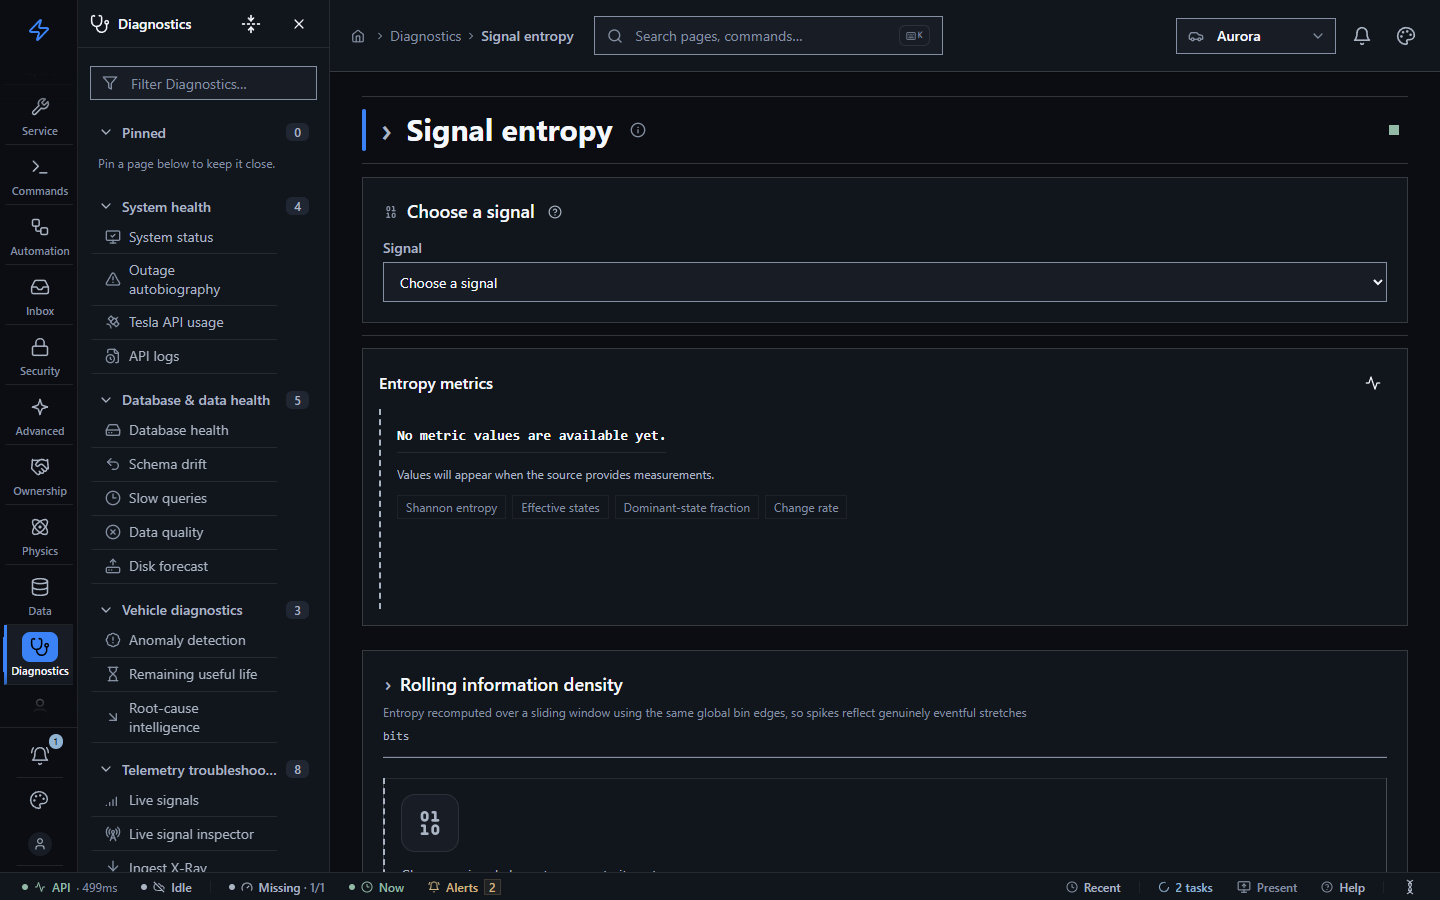 Diagnostics
Filter Diagnostics...
Pinned 0
Pin a page below to keep it close.
System health 4
System status
Outage
autobiography
Tesla API usage
API logs
Database & data health 5
Database health
Schema drift
Slow queries
Data quality
Disk forecast
Vehicle diagnostics 3
Anomaly detection
Remaining useful life
Root-cause
intelligence
Telemetry troubleshoo... 8
Live signals
Live signal inspector
Ingest X-Ray
Service
Commands
Automation
Inbox
Security
Advanced
Ownership
Physics
Data
Diagnostics
1
Diagnostics
Signal entropy
Search pages, commands...
K
Aurora
Signal entropy
01
10
Choose a signal
Signal
Choose a signal
Entropy metrics
No metric values are available yet.
Values will appear when the source provides measurements.
Shannon entropy
Effective states
Dominant-state fraction
Change rate
Rolling information density
Entropy recomputed over a sliding window using the same global bin edges, so spikes reflect genuinely eventful stretches
bits
01
10
API · 499ms
Idle
Missing · 1/1
Now
Alerts 2
Recent
2 tasks
Present
Help